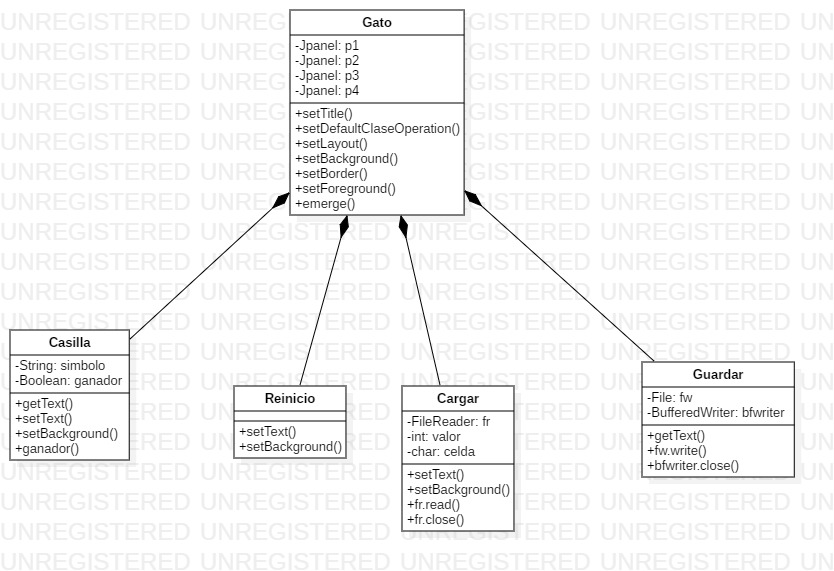 Gato
-Jpanel: p1
-Jpanel: p2
-Jpanel: p3
-Jpanel: p4
+setTitle()
+setDefaultClaseOperation()
+setLayout()
+setBackground()
+setBorder()
+setForeground()
+emerge()
Casilla
-String: simbolo
-Boolean: ganador
+getText()
+setText()
+setBackground()
+ganador()
Reinicio
+setText()
+setBackground()
Cargar
-FileReader: fr
-int: valor
-char: celda
+setText()
+setBackground()
+fr.read()
+fr.close()
Guardar
-File: fw
-BufferedWriter: bfwriter
+getText()
+fw.write()
+bfwriter.close()
UNREGISTERED